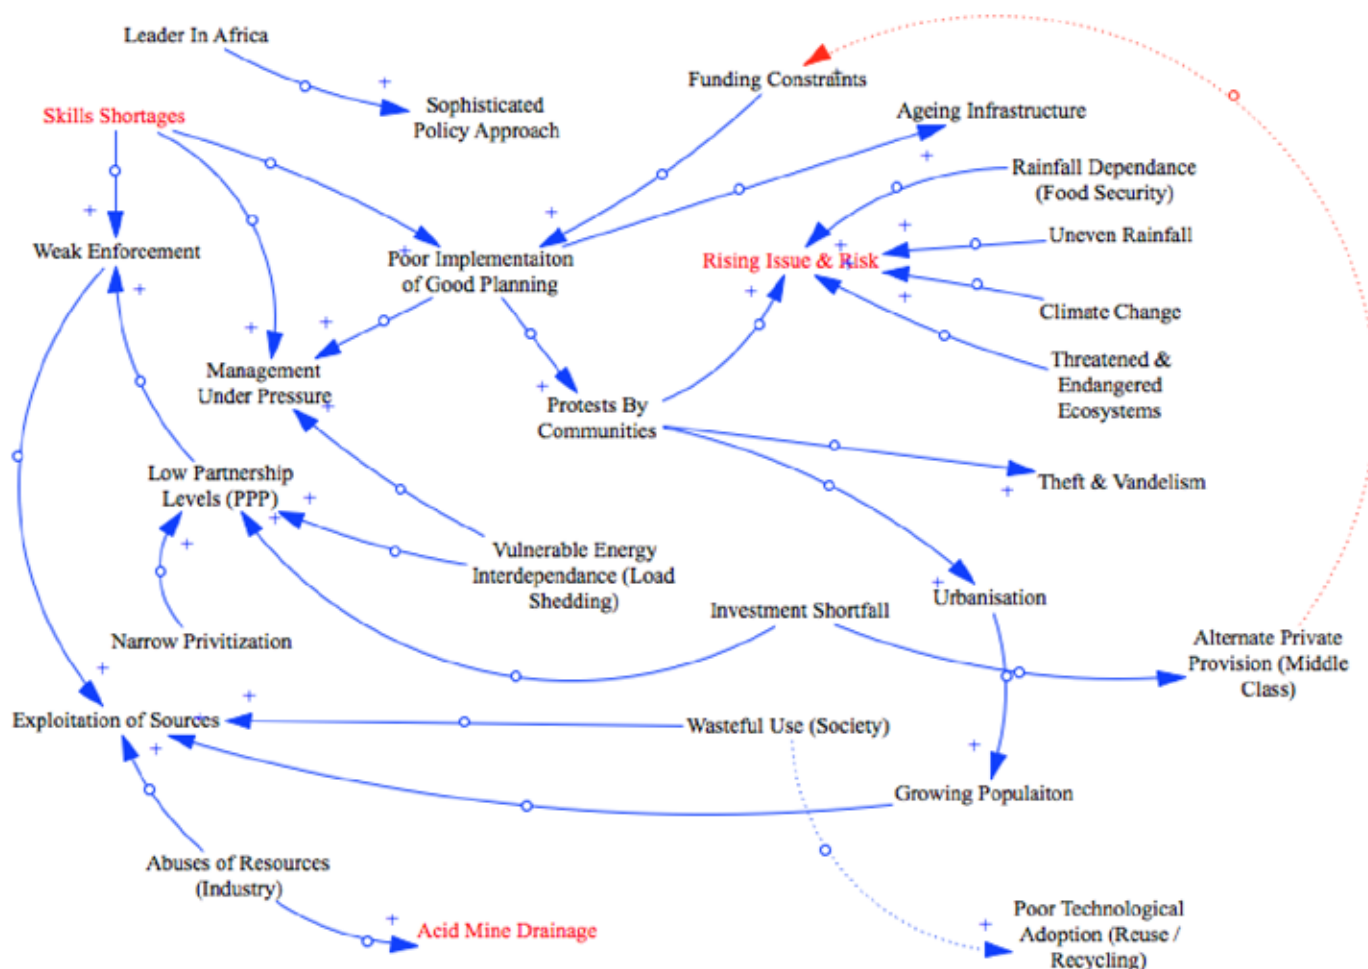 Leader In Africa
Funding Constraints
Sophisticated
Policy Approach
Ageing Infrastructure
Skills Shortages
Rainfall Dependance
(Food Security)
Weak Enforcement
Poor Implementaiton
of Good Planning
Rising Issue & Risk
Uneven Rainfall
Climate Change
Management
Under Pressure
Threatened &
Endangered
Ecosystems
Protests By
Communities
Low Partnership
Levels (PPP)
Theft & Vandelism
Vulnerable Energy
Interdependance (Load
Shedding)
Investment Shortfall
Urbanisation
Narrow Privitization
Alternate Private
Provision (Middle
Class)
Exploitation of Sources
Wasteful Use (Society)
Growing Populaiton
Abuses of Resources
(Industry)
Acid Mine Drainage
Poor Technological
Adoption (Reuse /
Recycling)